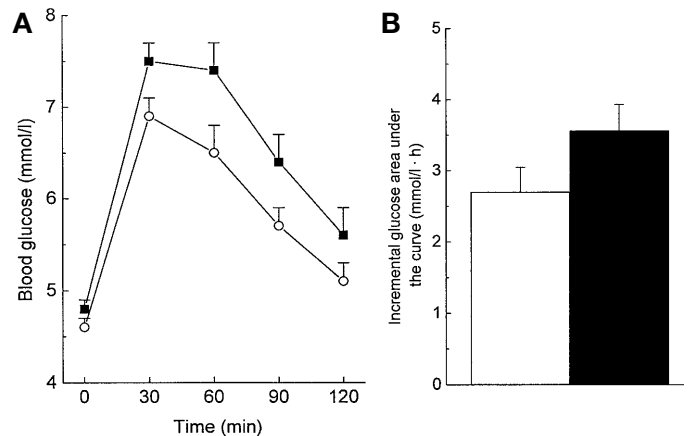 A
8
7
6
5
4
Blood glucose (mmol/l)
0 30 60 90 120
Time (min)
B
5
4
3
2
1
0
Incremental glucose area under
the curve (mmol/l · h)